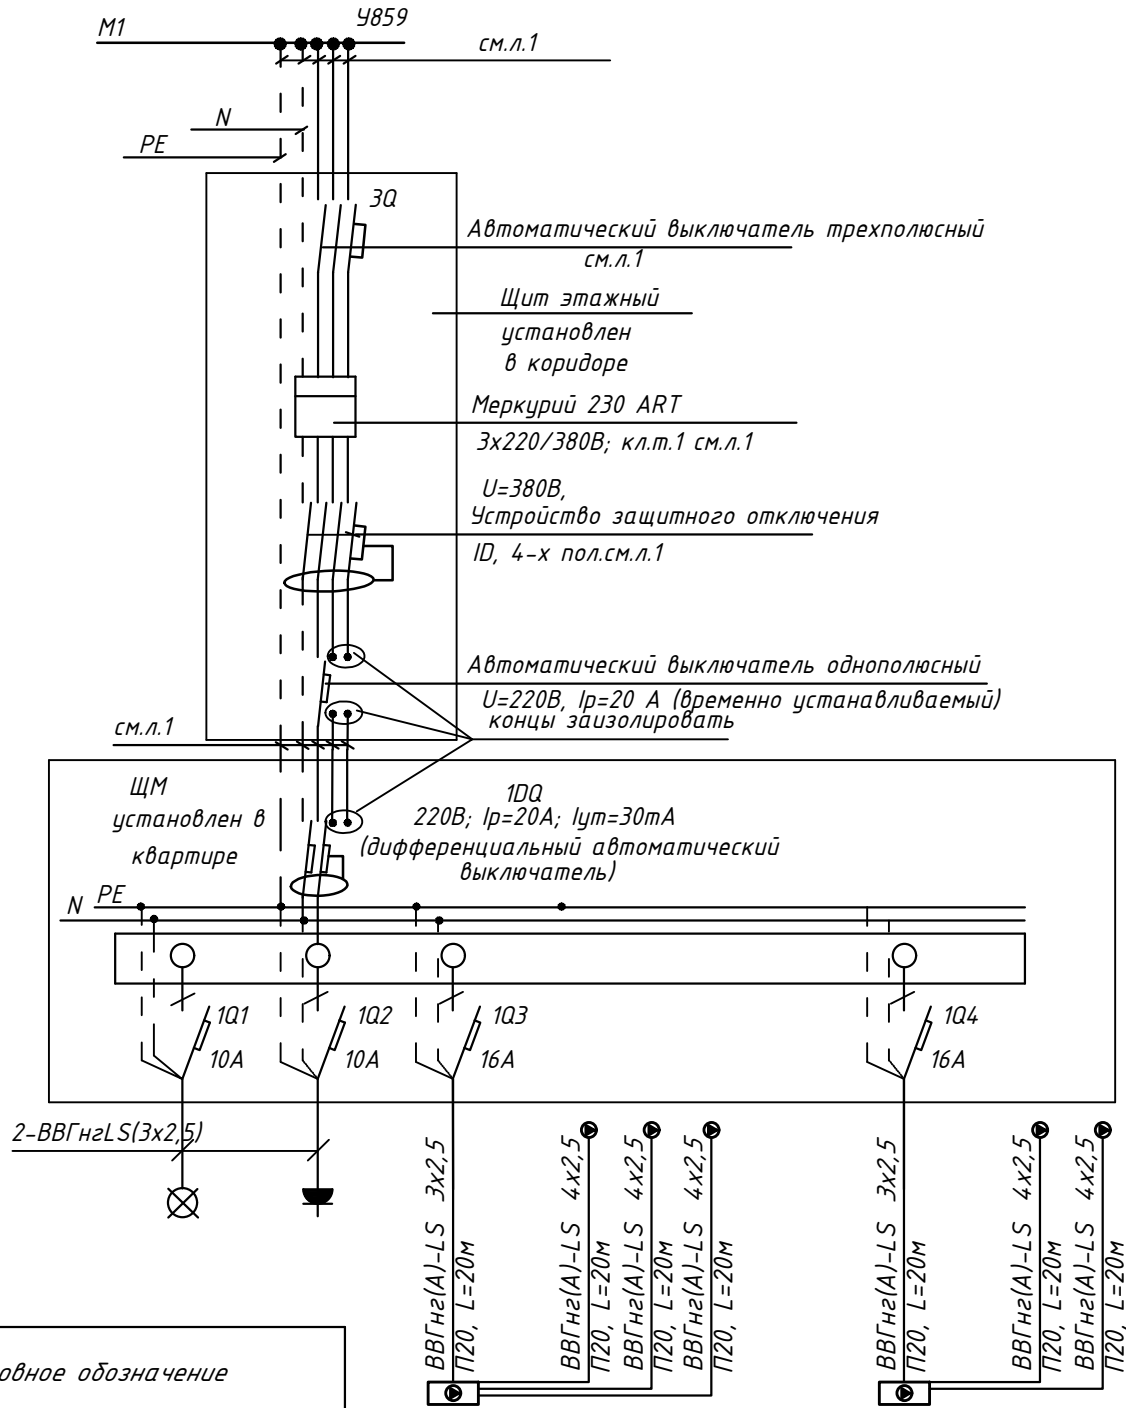 М1
У859
см.л.1
N
PE
3Q
Автоматический выключатель трехполюсный
см.л.1
Щит этажный
установлен
в коридоре
Меркурий 230 ART
3х220/380В; кл.т.1 см.л.1
U=380В,
Устройство защитного отключения
ID, 4-х пол.см.л.1
Автоматический выключатель однополюсный
U=220В, Iр=20 А (временно устанавливаемый)
концы заизолировать
см.л.1
ЩМ
установлен в
квартире
1DQ
220В; Iр=20А; Iут=30mA
(дифференциальный автоматический
выключатель)
N PE
1Q1
10А
1Q2
10А
1Q3
16А
1Q4
16А
2-ВВГнгLS(3х2,5)
ВВГнг(А)-LS 3х2,5
П20, L=20м
ВВГнг(А)-LS 4х2,5
П20, L=20м
ВВГнг(А)-LS 4х2,5
П20, L=20м
ВВГнг(А)-LS 4х2,5
П20, L=20м
ВВГнг(А)-LS 3х2,5
П20, L=20м
ВВГнг(А)-LS 4х2,5
П20, L=20м
ВВГнг(А)-LS 4х2,5
П20, L=20м
овное обозначение